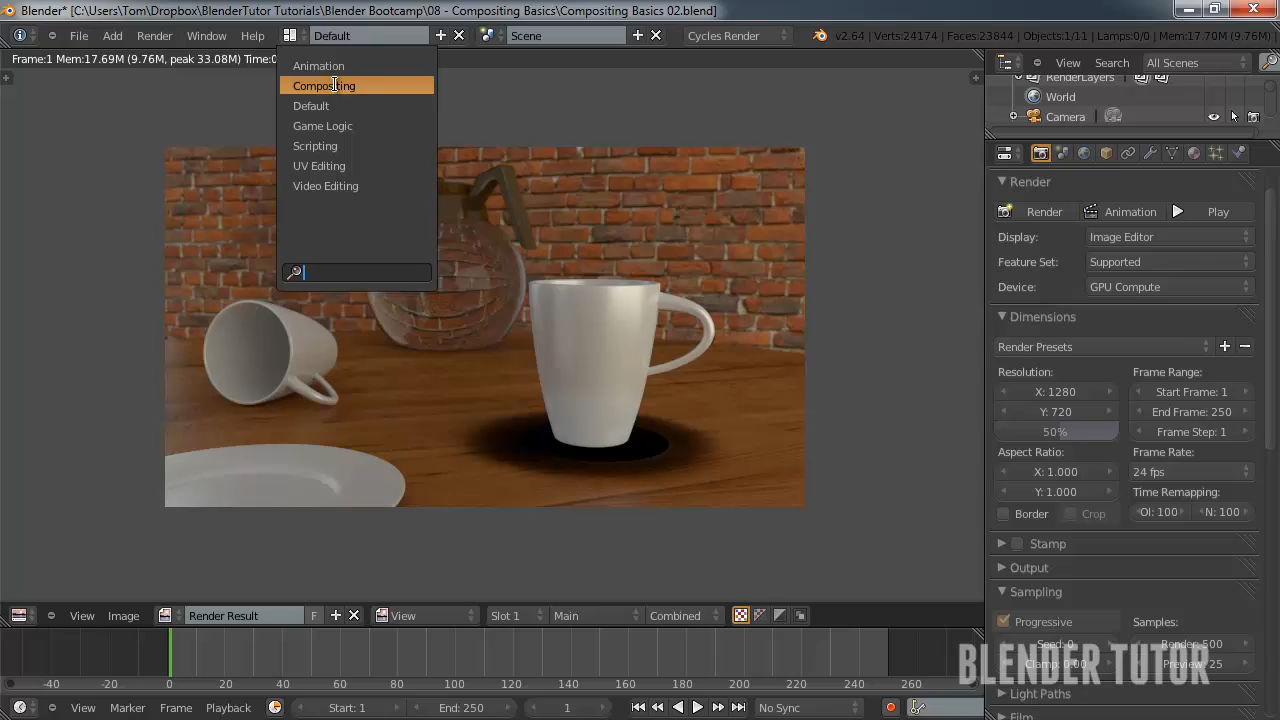 Blender* [C:\Users\Tom\Dropbox\BlenderTutor Tutorials\Blender Bootcamp\08 - Compositing Basics\Compositing Basics 02.blend]
File Add Render Window Help Default Scene Cycles Render v2.64 | Verts:24174 | Faces:23844 | Objects:1/11 | Lamps:0/0 | Mem:17.70M (9.76M) |
Frame:1 Mem:17.69M (9.76M, peak 33.08M) Time:0
Animation
Compositing
Default
Game Logic
Scripting
UV Editing
Video Editing
View Search All Scenes
RenderLayers
World
Camera
Render
Render Animation Play
Display: Image Editor
Feature Set: Supported
Device: GPU Compute
Dimensions
Render Presets
Resolution: Frame Range:
X: 1280 Start Frame: 1
Y: 720 End Frame: 250
50% Frame Step: 1
Aspect Ratio: Frame Rate:
X: 1.000 24 fps
Y: 1.000 Time Remapping:
Border Crop Ol: 100 N: 100
Stamp
Output
Sampling
Progressive Samples:
Seed: 0 Render: 500
Clamp: 0.00 Preview: 25
Light Paths
Film
BLENDER TUTOR
View Image Render Result F View Slot 1 Main Combined
-40 -20 0 20 40 60 80 100 120 140 160 180 200 220 240 260
View Marker Frame Playback Start: 1 End: 250 1 No Sync